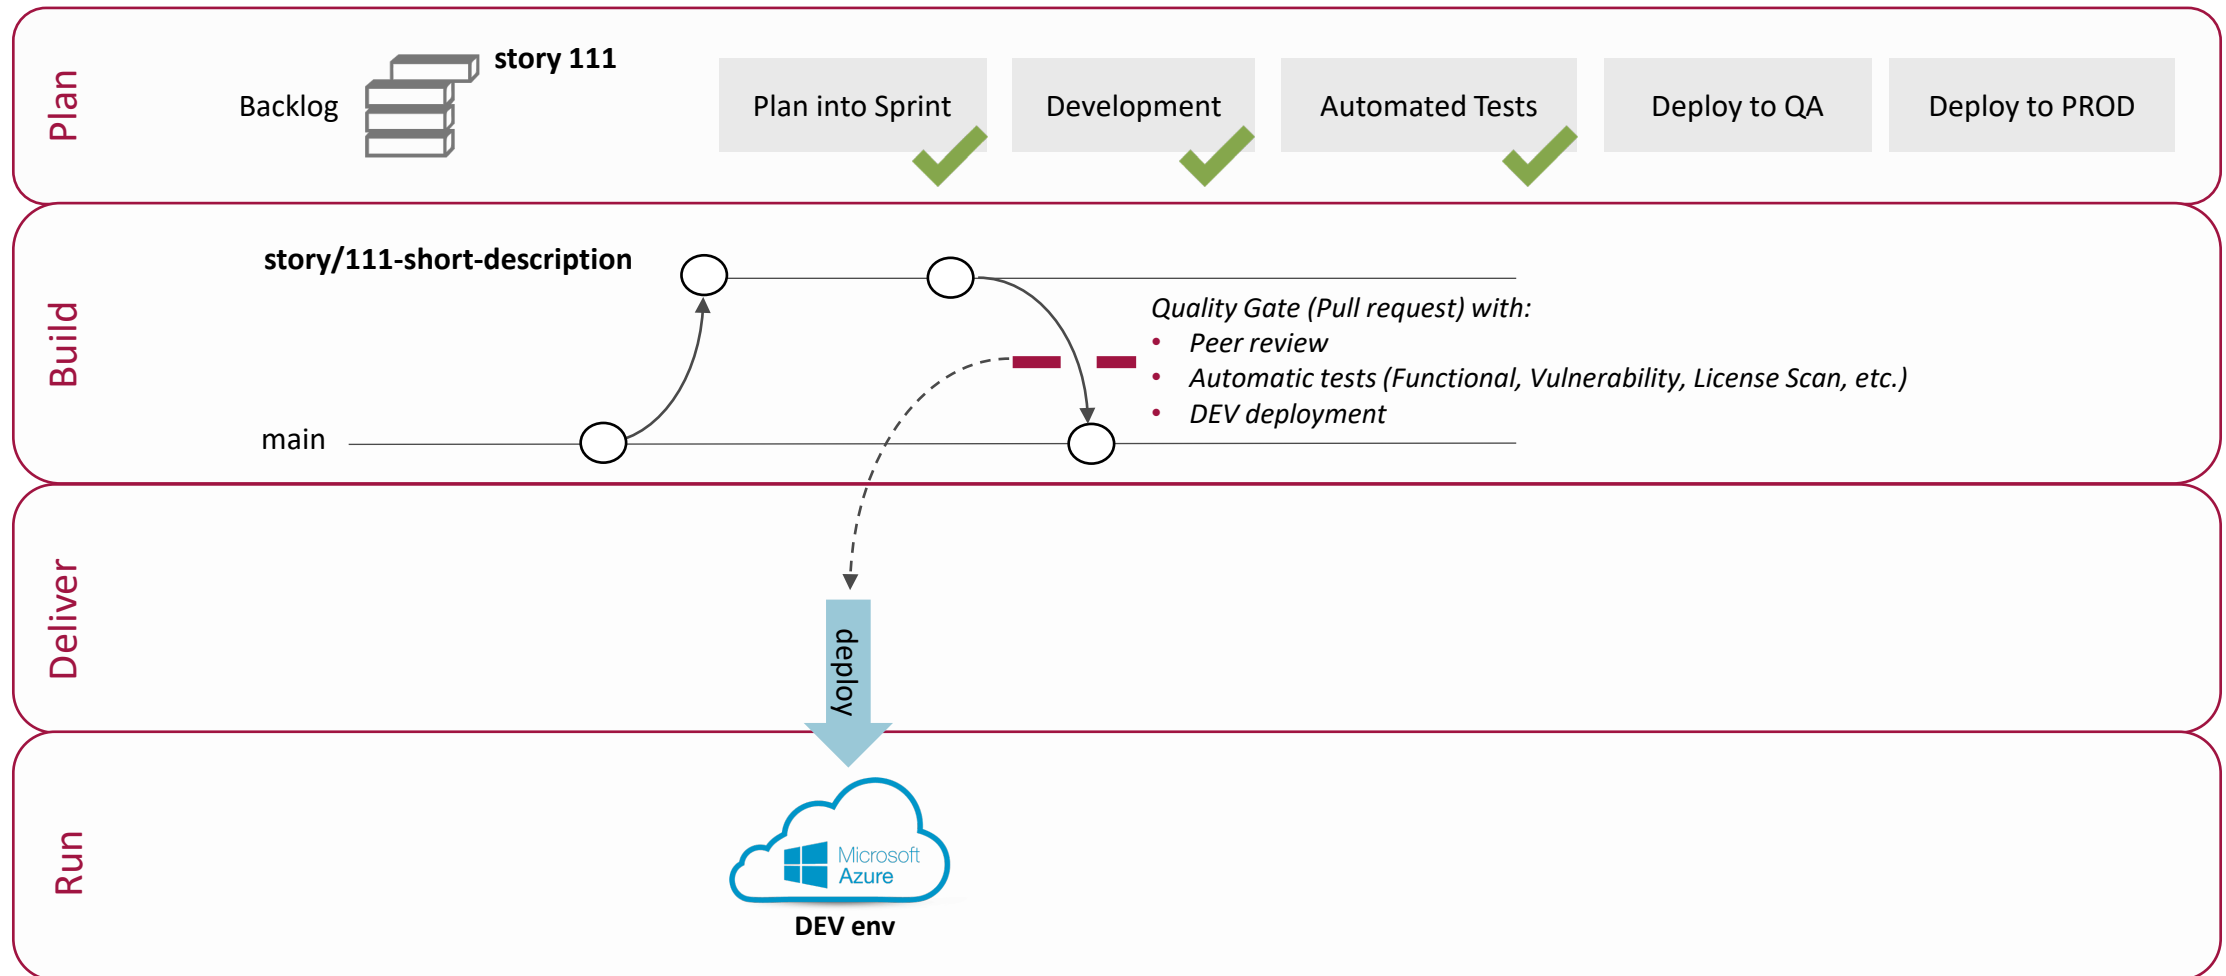 Plan
Backlog
story 111
Plan into Sprint
Development
Automated Tests
Deploy to QA
Deploy to PROD
Build
story/111-short-description
Quality Gate (Pull request) with:
• Peer review
• Automatic tests (Functional, Vulnerability, License Scan, etc.)
• DEV deployment
main
Deliver
deploy
Run
Microsoft
Azure
DEV env